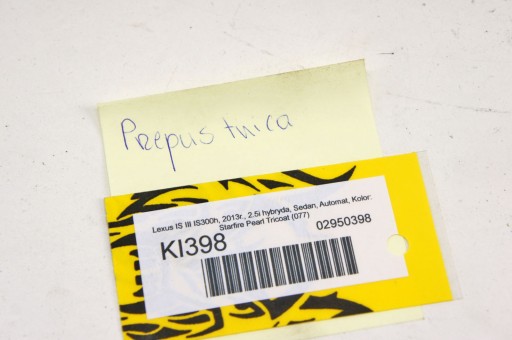 Przepustnica
Lexus IS III IS300h, 2013r., 2.5i hybryda, Sedan, Automat, Kolor:
Starfire Pearl Tricoat (077)
KI398
02950398